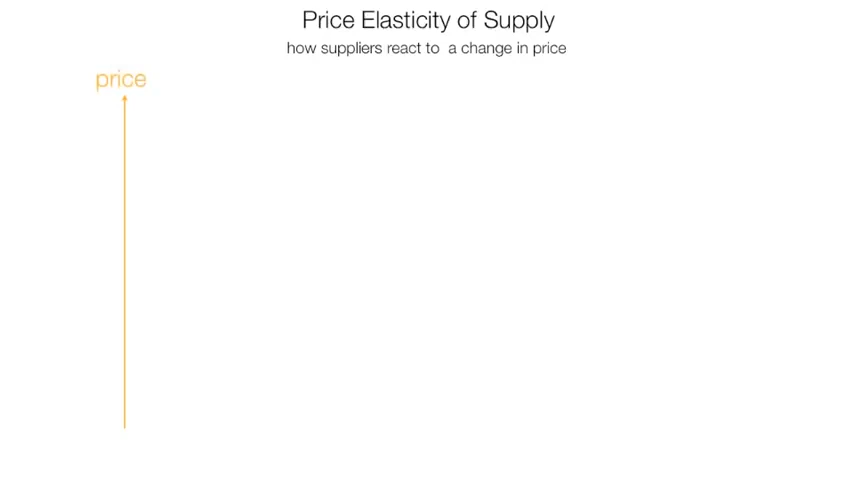 Price Elasticity of Supply
how suppliers react to  a change in price
price